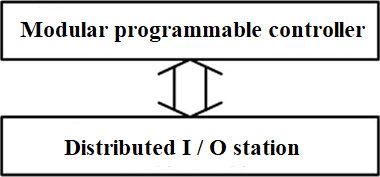 Modular programmable controller
Distributed I / O station